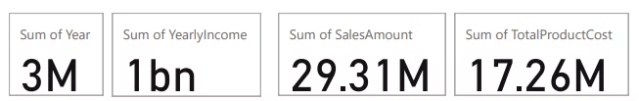 Sum of Year
3M
Sum of YearlyIncome
1bn
Sum of SalesAmount
29.31M
Sum of TotalProductCost
17.26M